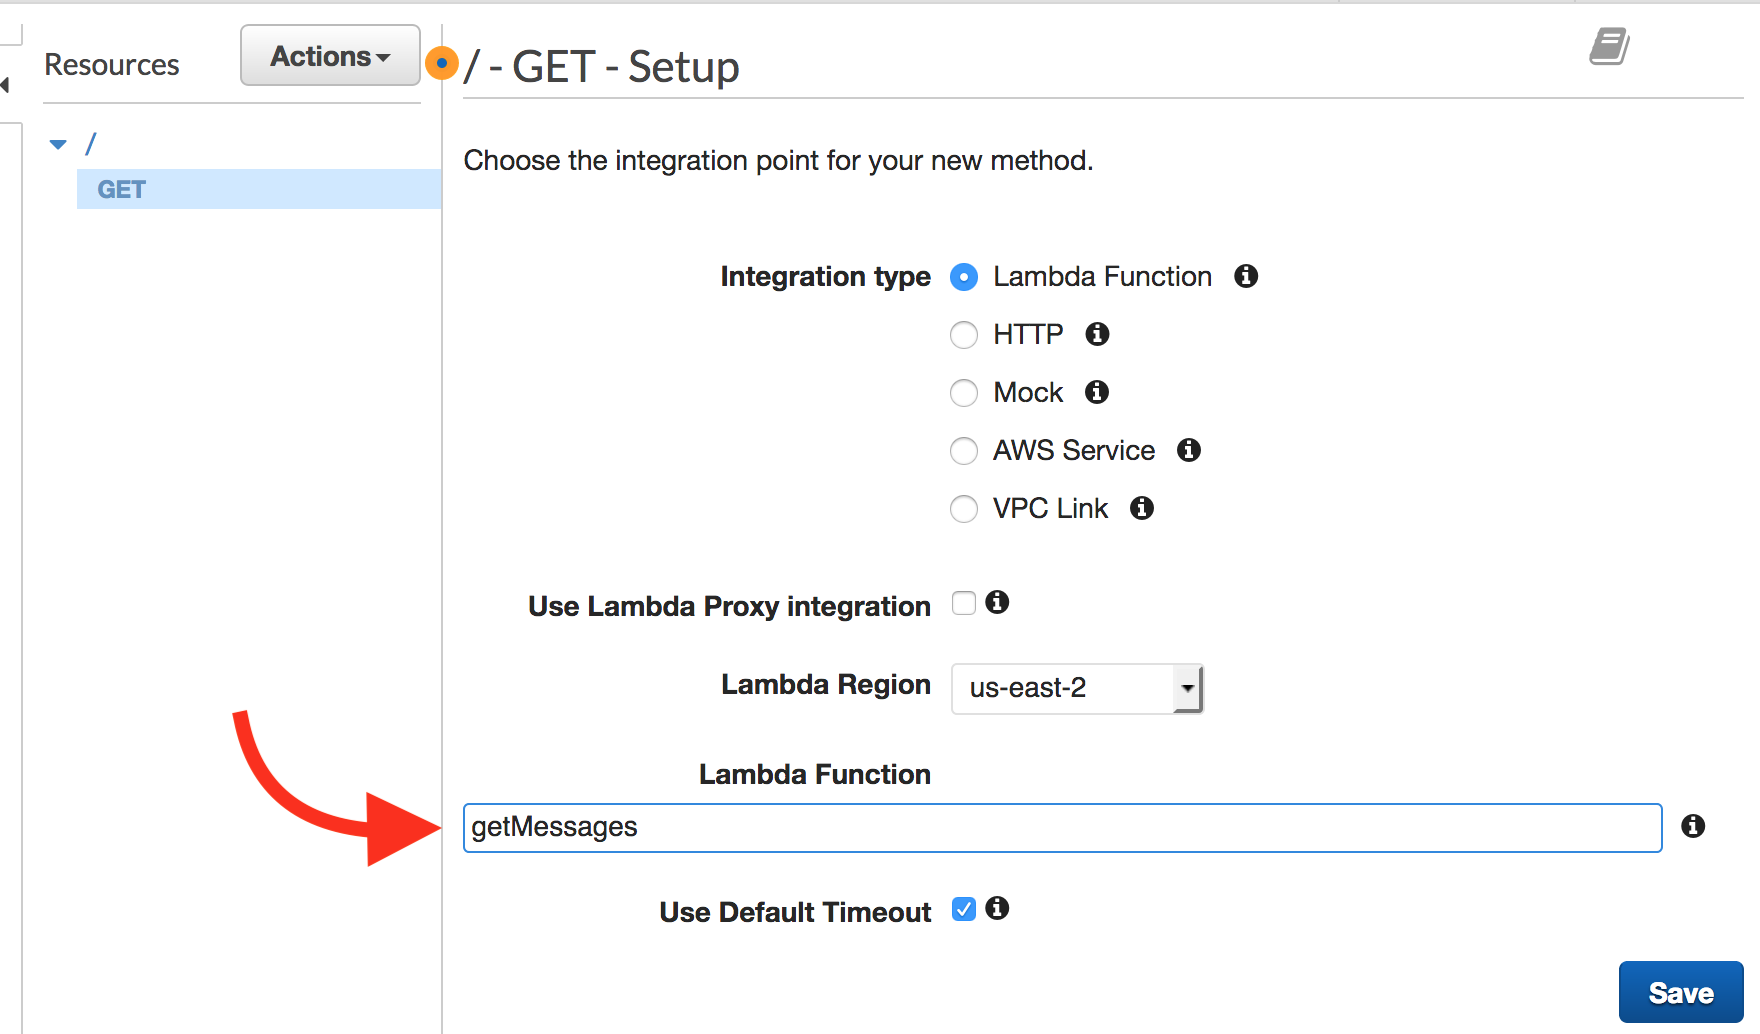 Resources
Actions
/ - GET - Setup
/
GET
Choose the integration point for your new method.
Integration type
Lambda Function
HTTP
Mock
AWS Service
VPC Link
Use Lambda Proxy integration
Lambda Region
us-east-2
Lambda Function
getMessages
Use Default Timeout
Save